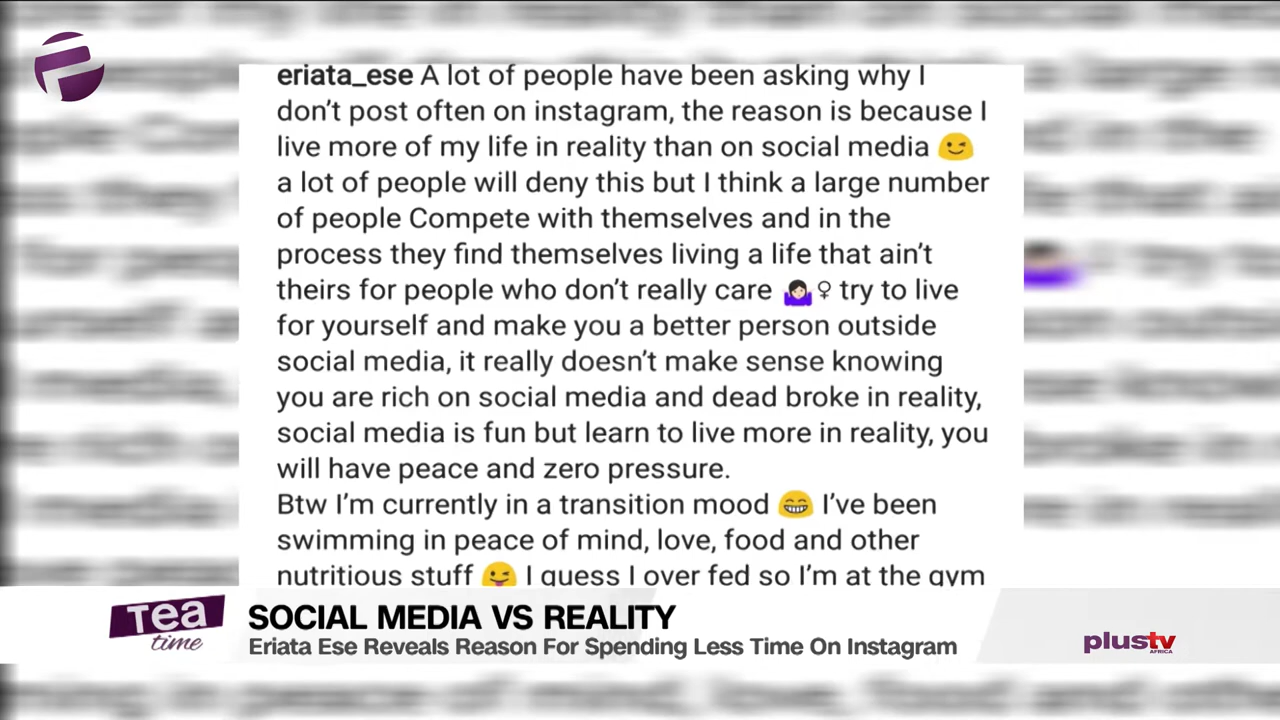 eriata_ese A lot of people have been asking why I
don't post often on instagram, the reason is because I
live more of my life in reality than on social media 😉
a lot of people will deny this but I think a large number
of people Compete with themselves and in the
process they find themselves living a life that ain't
theirs for people who don't really care 🤷🏻♀ try to live
for yourself and make you a better person outside
social media, it really doesn't make sense knowing
you are rich on social media and dead broke in reality,
social media is fun but learn to live more in reality, you
will have peace and zero pressure.
Btw I'm currently in a transition mood 😁 I've been
swimming in peace of mind, love, food and other
nutritious stuff 😜 I guess I over fed so I'm at the gym
Tea time
SOCIAL MEDIA VS REALITY
Eriata Ese Reveals Reason For Spending Less Time On Instagram
plustv
AFRICA